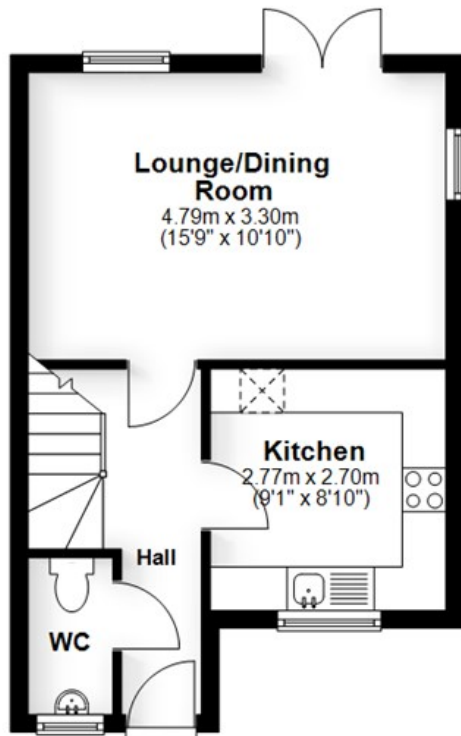 Lounge/Dining
Room
4.79m x 3.30m
(15'9" x 10'10")
Kitchen
2.77m x 2.70m
(9'1" x 8'10")
Hall
WC